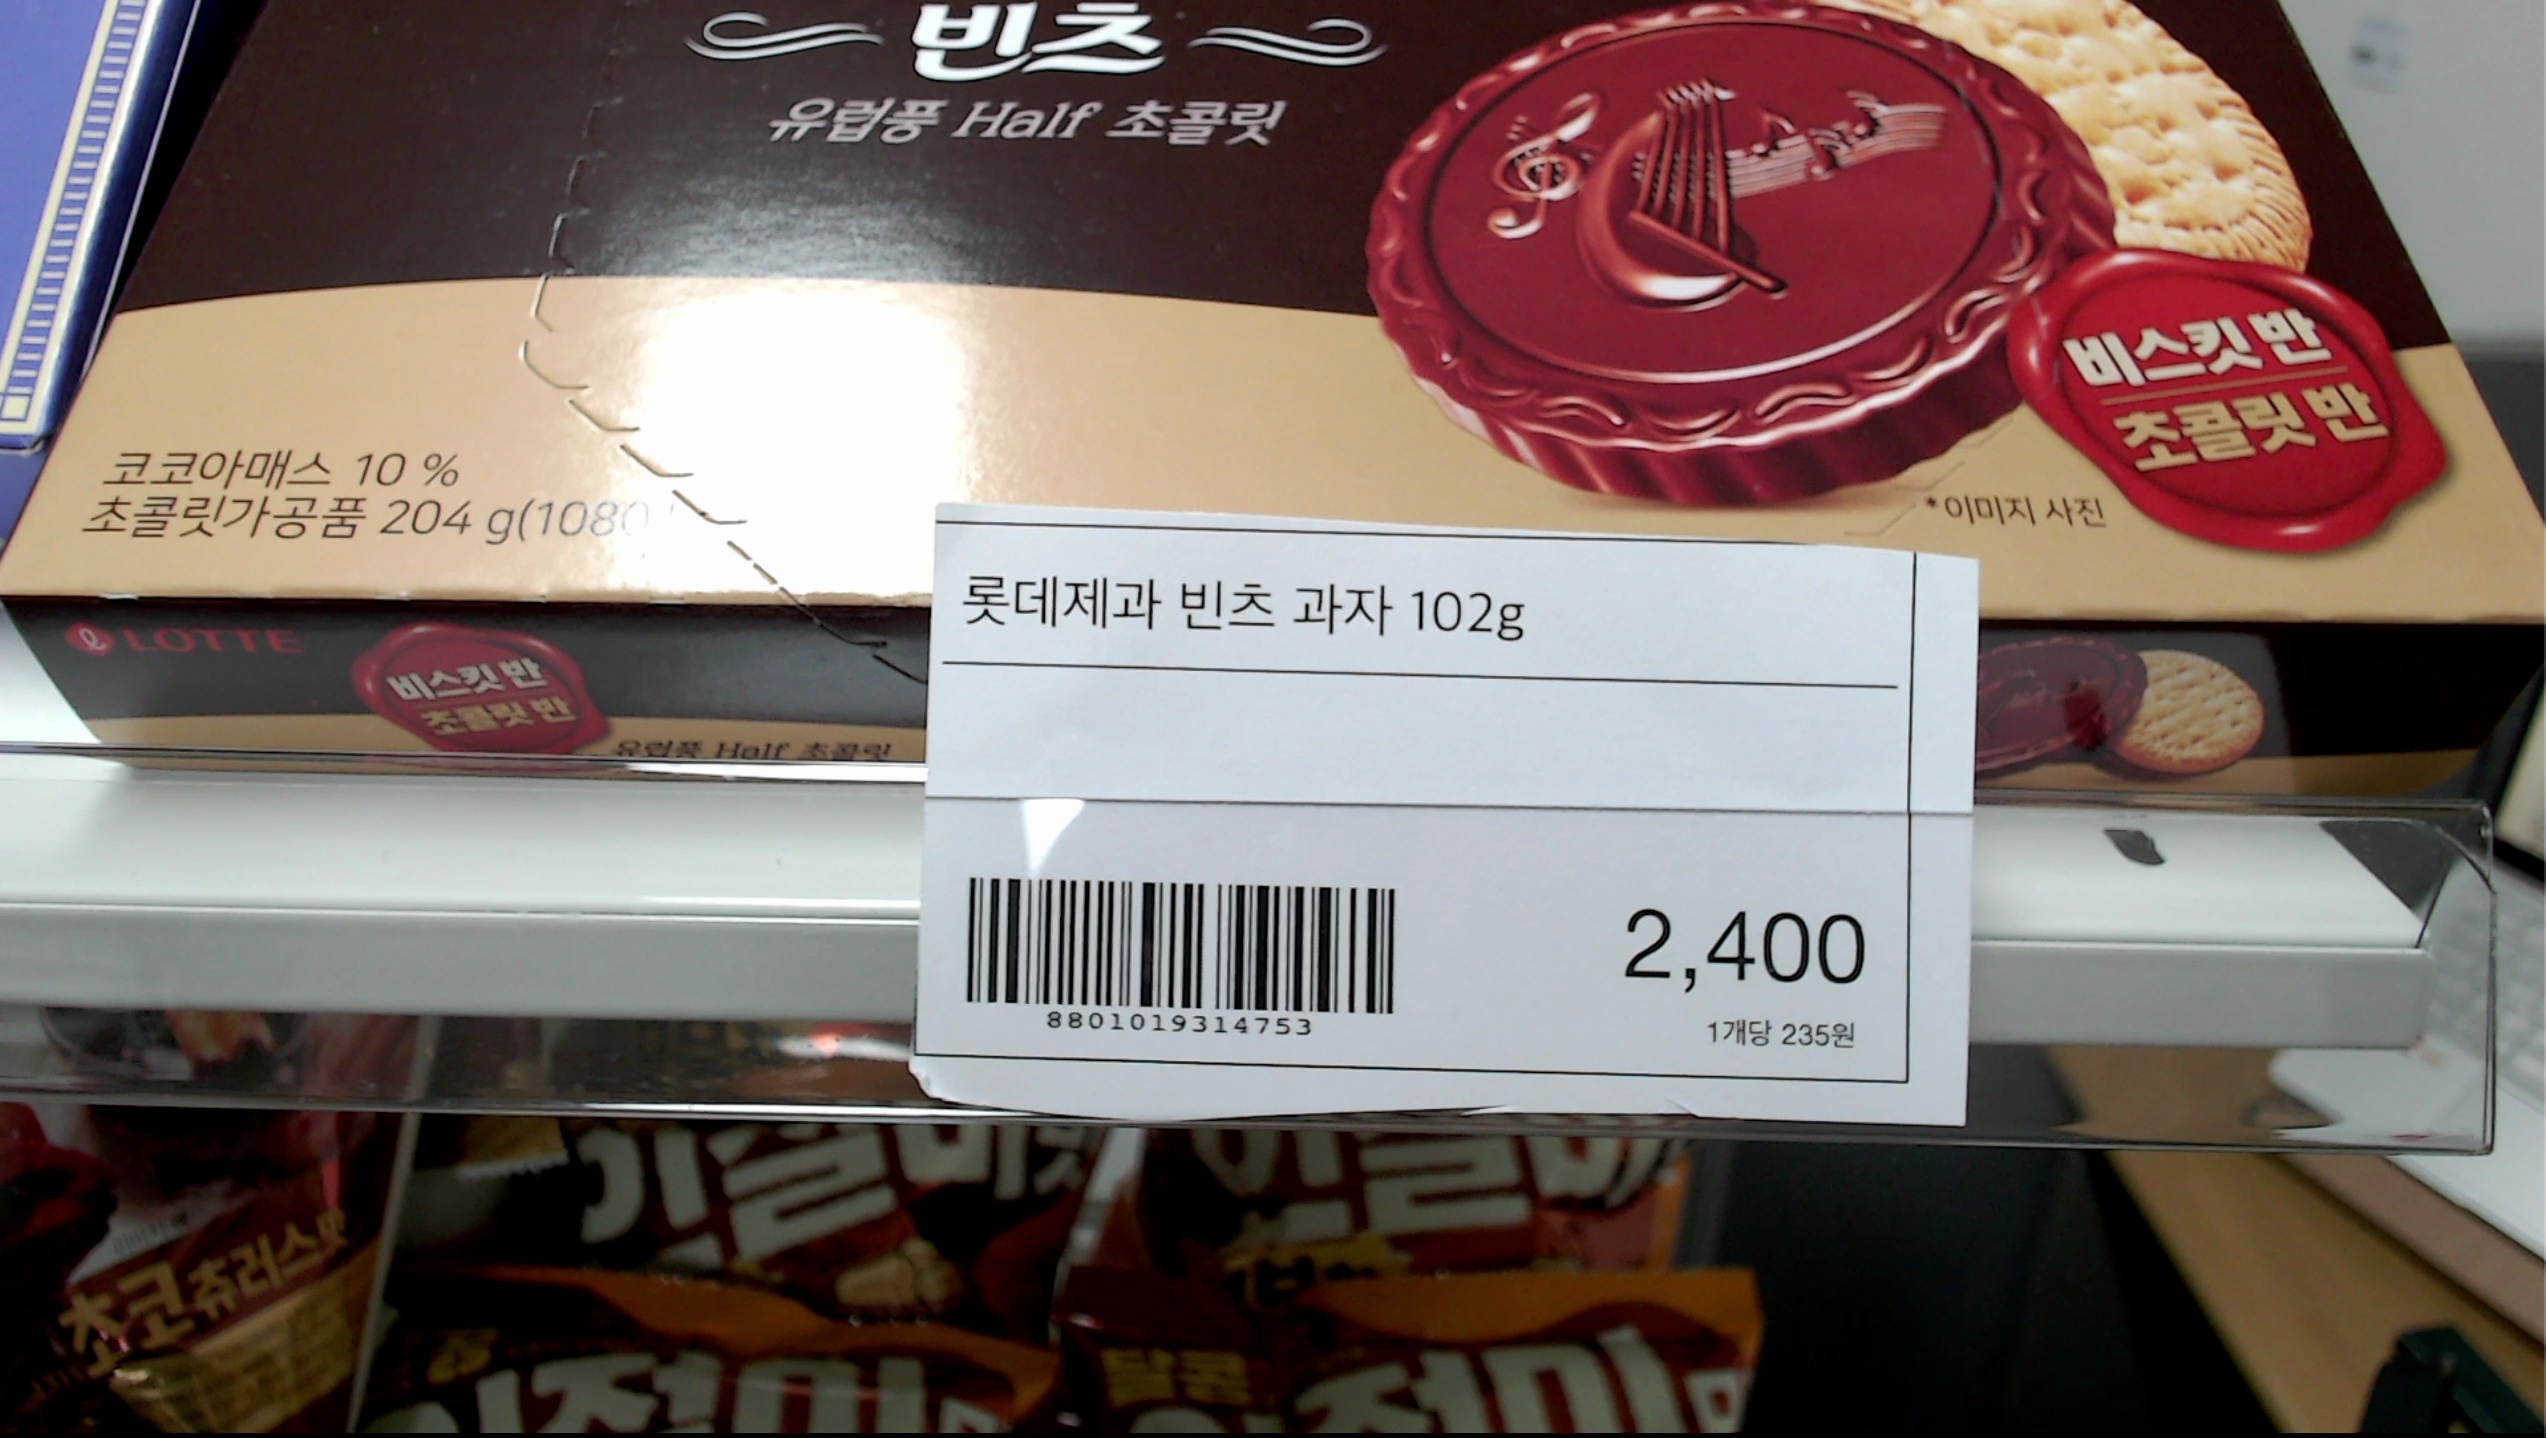 빈츠
유럽풍 Half 초콜릿
비스킷 반
초콜릿 반
코코아매스 10 %
초콜릿가공품 204 g(1080
*이미지 사진
LOTTE
비스킷 반
초콜릿 반
유럽풍 Half 초콜릿
롯데제과 빈츠 과자 102g
8801019314753
2,400
1개당 235원
초코츄러스맛